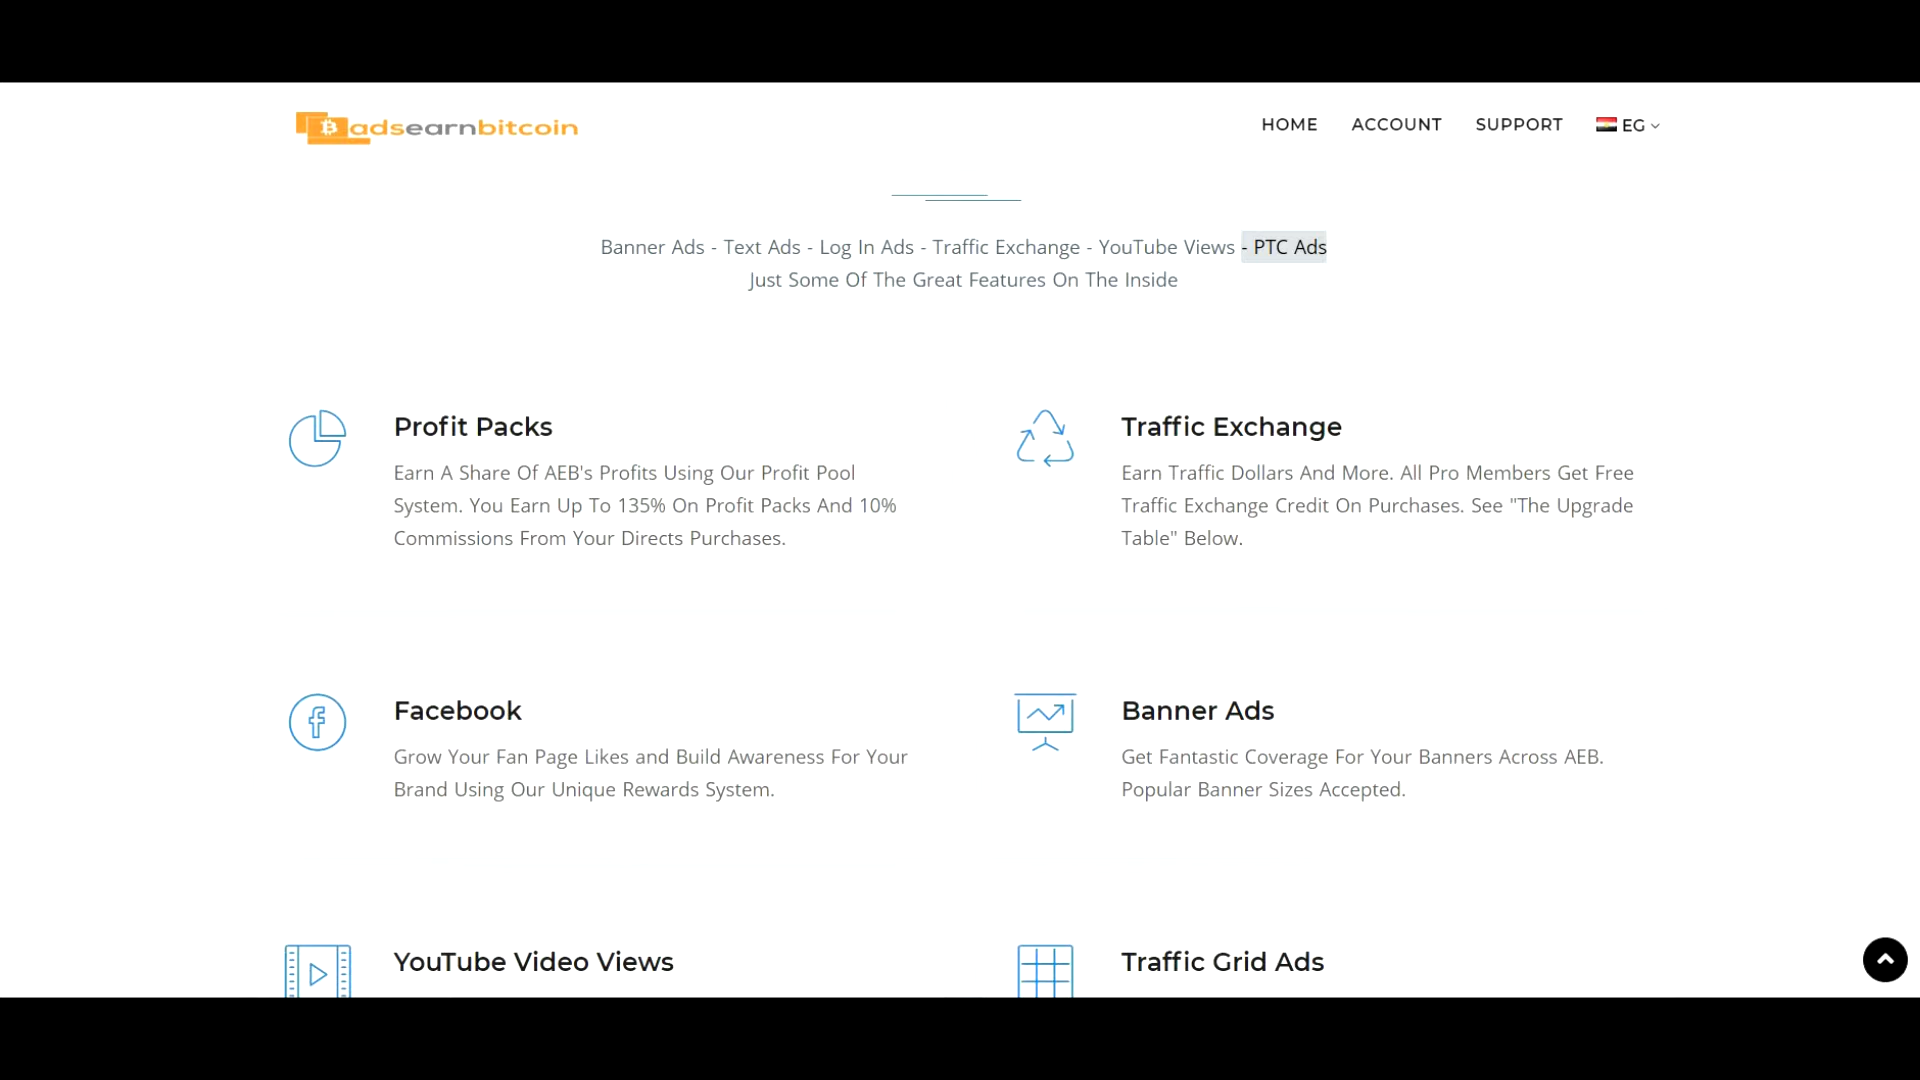 adsearnbitcoin
HOME ACCOUNT SUPPORT EG
Banner Ads - Text Ads - Log In Ads - Traffic Exchange - YouTube Views - PTC Ads
Just Some Of The Great Features On The Inside
Profit Packs
Earn A Share Of AEB's Profits Using Our Profit Pool
System. You Earn Up To 135% On Profit Packs And 10%
Commissions From Your Directs Purchases.
Traffic Exchange
Earn Traffic Dollars And More. All Pro Members Get Free
Traffic Exchange Credit On Purchases. See "The Upgrade
Table" Below.
Facebook
Grow Your Fan Page Likes and Build Awareness For Your
Brand Using Our Unique Rewards System.
Banner Ads
Get Fantastic Coverage For Your Banners Across AEB.
Popular Banner Sizes Accepted.
YouTube Video Views
Traffic Grid Ads